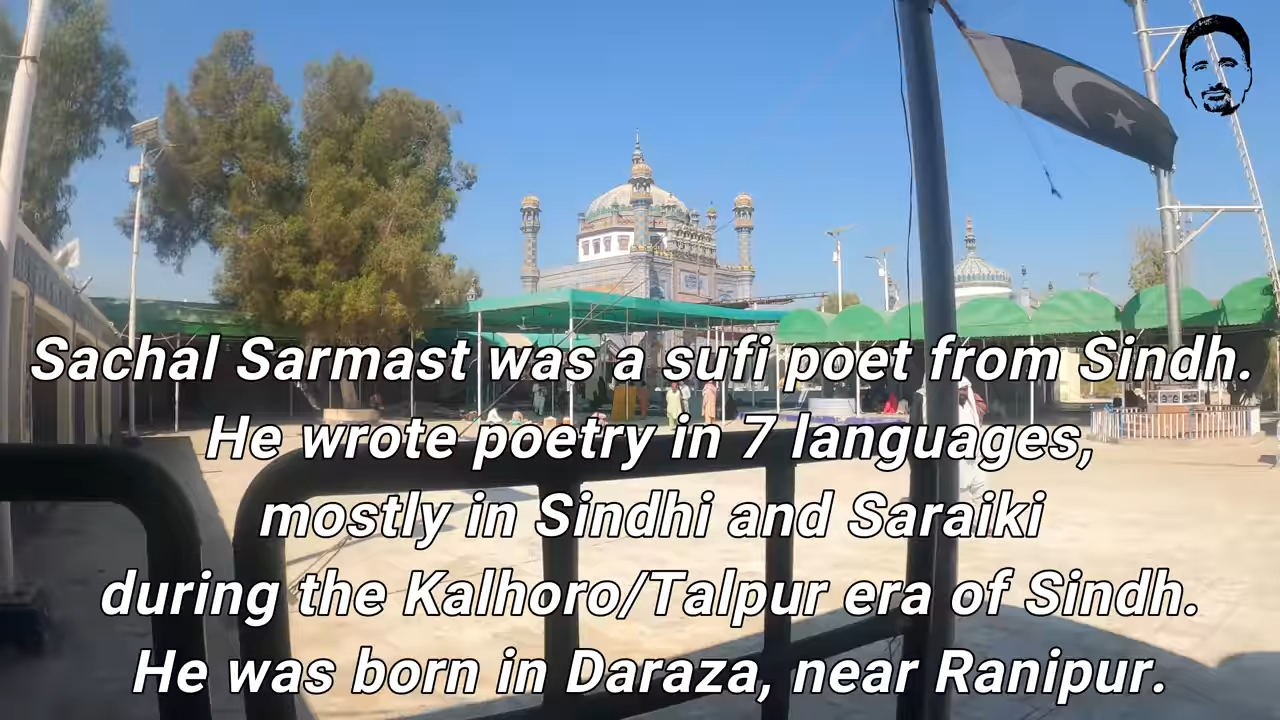 Sachal Sarmast was a sufi poet from Sindh.
He wrote poetry in 7 languages,
mostly in Sindhi and Saraiki
during the Kalhoro/Talpur era of Sindh.
He was born in Daraza, near Ranipur.